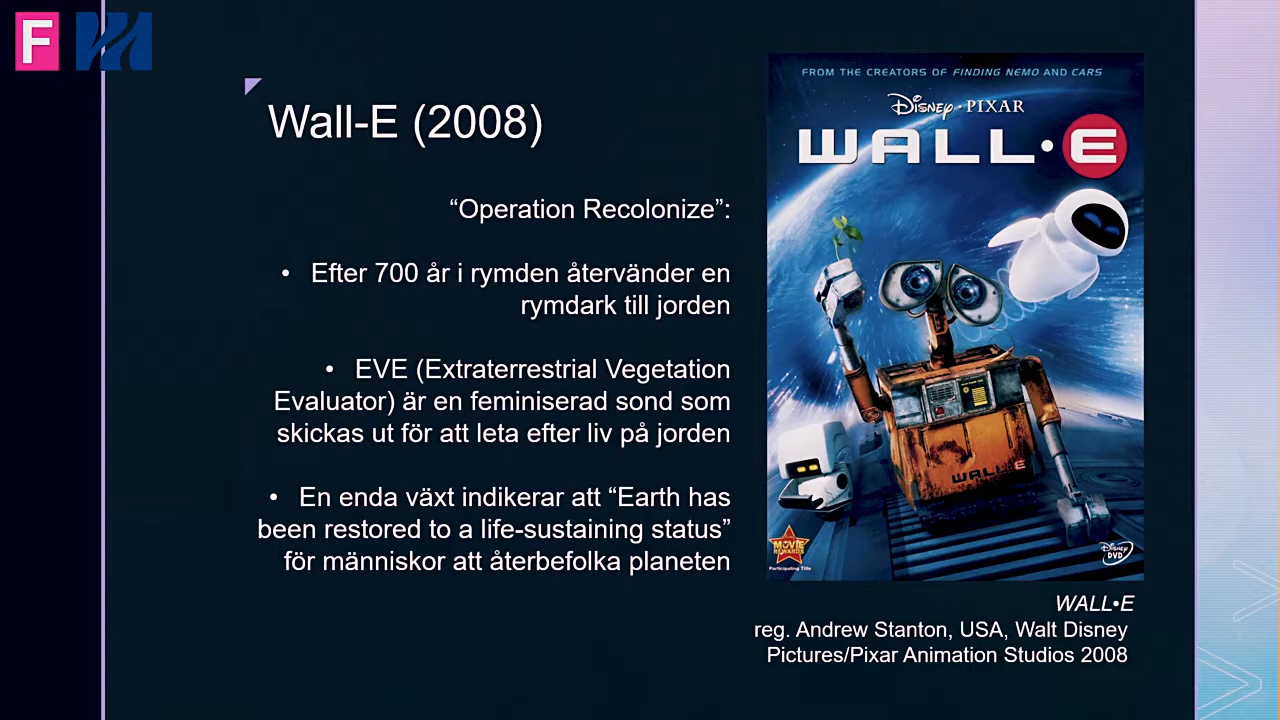 F
Wall-E (2008)
“Operation Recolonize”:
• Efter 700 år i rymden återvänder en
rymdark till jorden
• EVE (Extraterrestrial Vegetation
Evaluator) är en feminiserad sond som
skickas ut för att leta efter liv på jorden
• En enda växt indikerar att “Earth has
been restored to a life-sustaining status”
för människor att återbefolka planeten
FROM THE CREATORS OF FINDING NEMO AND CARS
DISNEY • PIXAR
WALL•E
WALL•E
MOVIE
REWARDS
Participating Title
Disney
DVD
WALL•E
reg. Andrew Stanton, USA, Walt Disney
Pictures/Pixar Animation Studios 2008